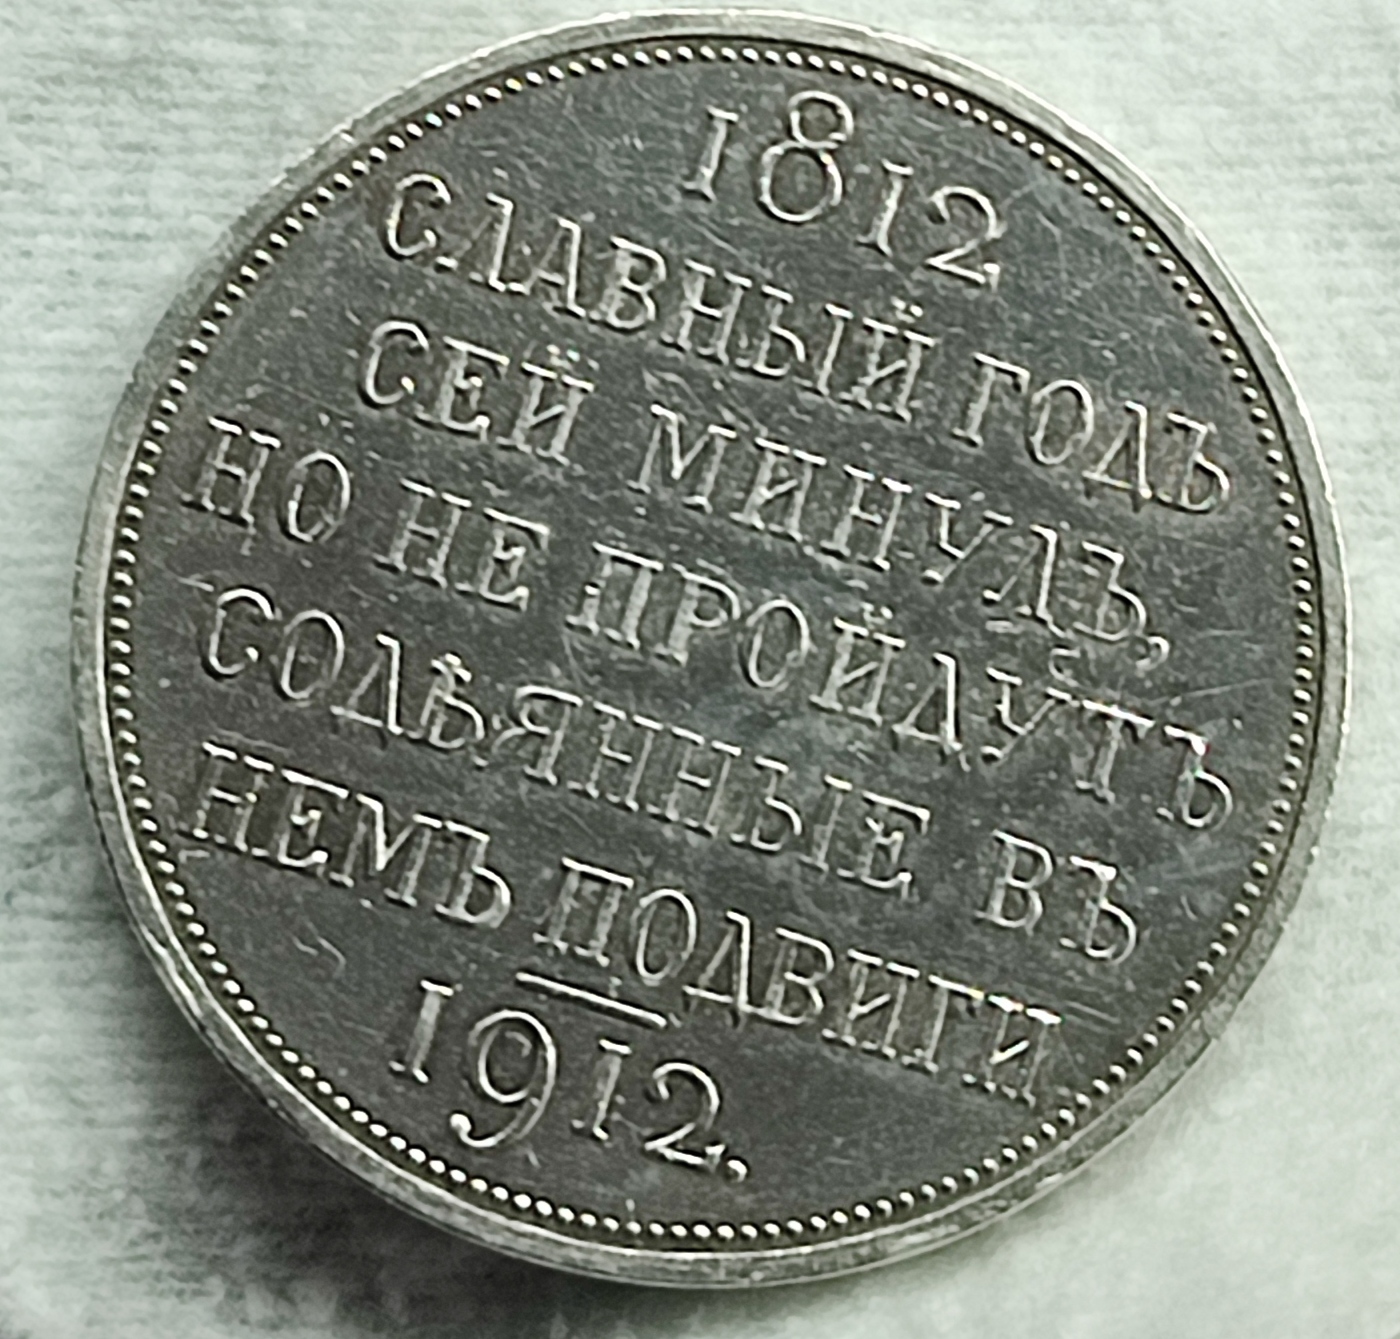 1812
СЛАВНЫЙ ГОДЪ
СЕЙ МИНУЛЪ,
НО НЕ ПРОЙДУТЪ
СОДѢЯННЫЕ ВЪ
НЕМЪ ПОДВИГИ
1912.